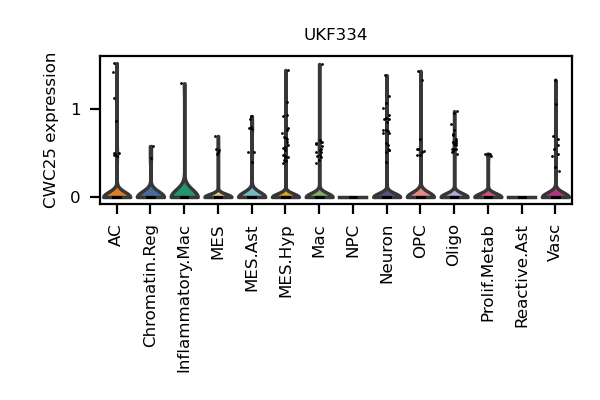 UKF334
CWC25 expression
1
0
AC
Chromatin.Reg
Inflammatory.Mac
MES
MES.Ast
MES.Hyp
Mac
NPC
Neuron
OPC
Oligo
Prolif.Metab
Reactive.Ast
Vasc